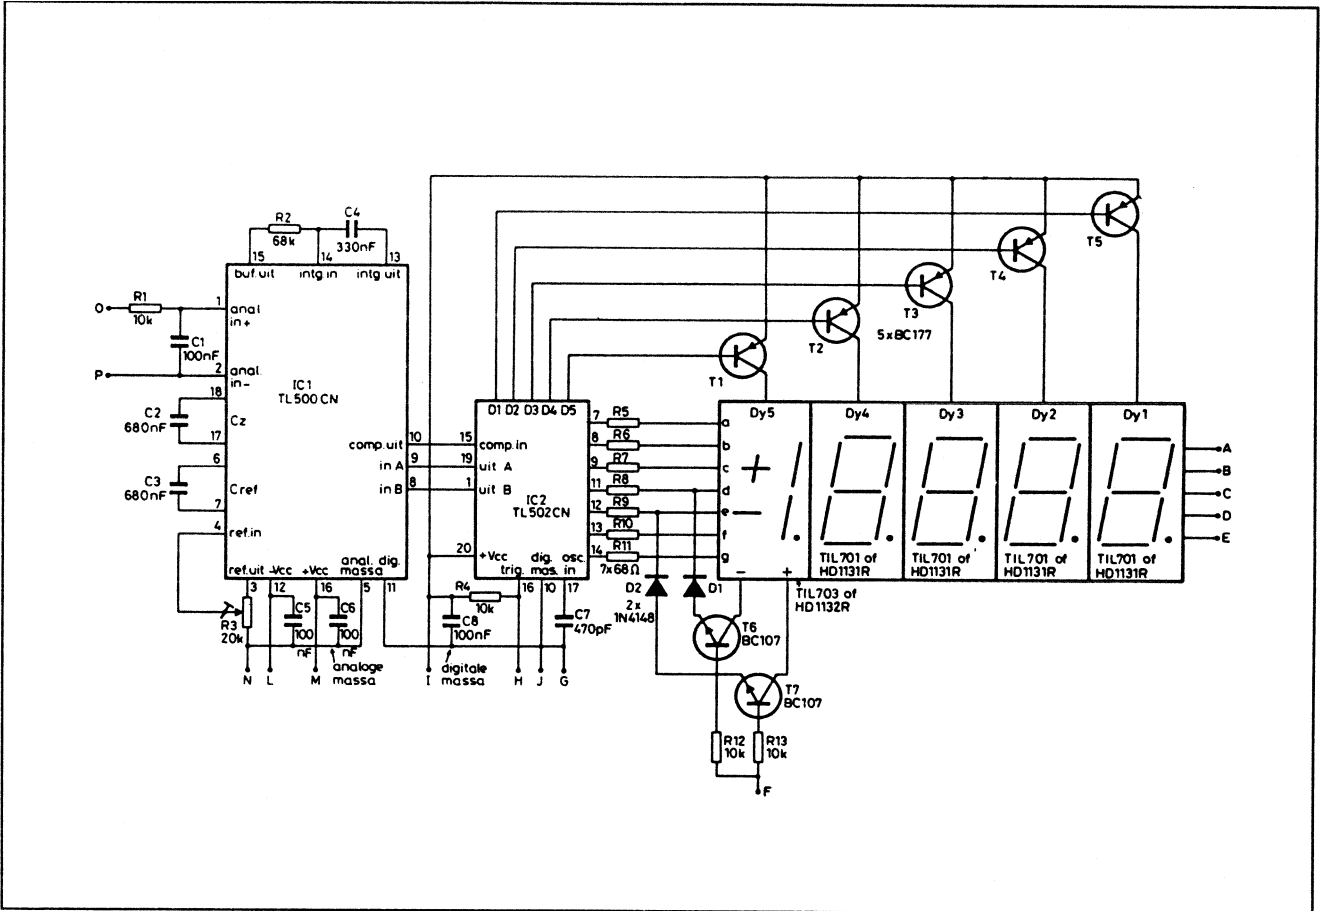 R2
68k
C4
330nF
15
14
13
buf.uit
intg in
intg uit
O
R1
10k
1
anal
in+
C1
100nF
P
2
anal.
in-
IC1
TL500CN
18
C2
680nF
Cz
17
6
C3
680nF
Cref
7
4
ref.in
comp.uit
10
in A
9
in B
8
anal. dig.
massa
ref.uit
-Vcc
+Vcc
3
12
16
5
11
R3
20k
C5
100
nF
C6
100
nF
analoge
massa
N
L
M
D1
D2
D3
D4
D5
15
comp.in
19
uit A
1
uit B
IC2
TL502CN
20
+Vcc
trig.
dig.
mas.
osc.
in
16
10
17
R4
10k
C8
100nF
C7
470pF
digitale
massa
I
H
J
G
7
R5
8
R6
9
R7
11
R8
12
R9
13
R10
14
R11
7x68Ω
a
b
c
d
e
f
g
D2
D1
2x
1N4148
T1
T2
T3
T4
T5
5xBC177
Dy5
Dy4
Dy3
Dy2
Dy1
+
1.
-
8.
8.
8.
8.
TIL701 of
HD1131R
TIL701 of
HD1131R
TIL701 of
HD1131R
TIL701 of
HD1131R
-
+
TIL703 of
HD1132R
A
B
C
D
E
T6
BC107
T7
BC107
R12
10k
R13
10k
F